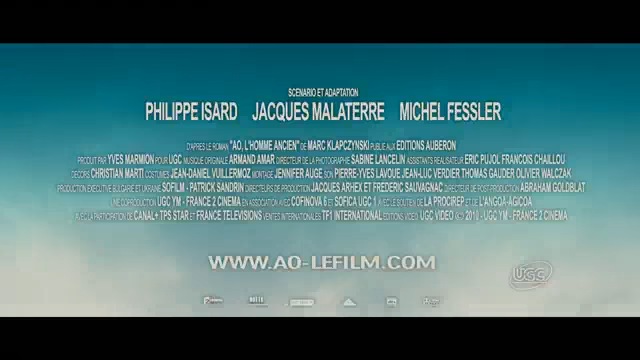 SCENARIO ET ADAPTATION
PHILIPPE ISARD JACQUES MALATERRE MICHEL FESSLER
D'APRES LE ROMAN "AO, L'HOMME ANCIEN" DE MARC KLAPCZYNSKI PUBLIE AUX EDITIONS AUBERON
PRODUIT PAR YVES MARMION POUR UGC MUSIQUE ORIGINALE ARMAND AMAR DIRECTEUR DE LA PHOTOGRAPHIE SABINE LANCELIN ASSISTANTS REALISATEUR ERIC PUJOL FRANCOIS CHAILLOU
DECORS CHRISTIAN MARTI COSTUMES JEAN-DANIEL VUILLERMOZ MONTAGE JENNIFER AUGE SON PIERRE-YVES LAVOUE JEAN-LUC VERDIER THOMAS GAUDER OLIVIER WALCZAK
PRODUCTION EXECUTIVE BULGARIE ET UKRAINE SOFILM - PATRICK SANDRIN DIRECTEURS DE PRODUCTION JACQUES ARHEX ET FREDERIC SAUVAGNAC DIRECTEUR DE POST-PRODUCTION ABRAHAM GOLDBLAT
UNE COPRODUCTION UGC YM - FRANCE 2 CINEMA EN ASSOCIATION AVEC COFINOVA 6 ET SOFICA UGC 1 AVEC LE SOUTIEN DE LA PROCIREP ET DE L'ANGOA-AGICOA
AVEC LA PARTICIPATION DE CANAL+ TPS STAR ET FRANCE TELEVISIONS VENTES INTERNATIONALES TF1 INTERNATIONAL EDITIONS VIDEO UGC VIDEO 2010 - UGC YM - FRANCE 2 CINEMA
WWW.AO-LEFILM.COM
UGC